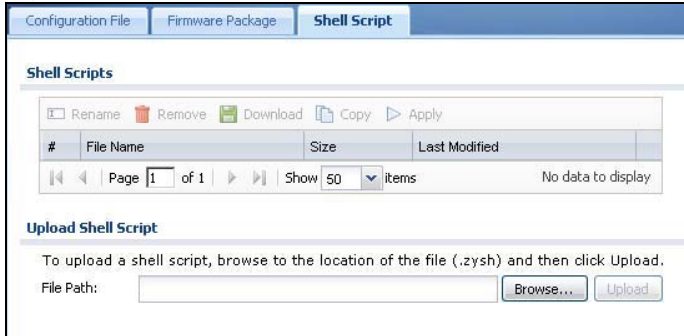 Configuration File Firmware Package Shell Script
Shell Scripts
Rename Remove Download Copy Apply
# File Name Size Last Modified
Page 1 of 1 Show 50 items No data to display
Upload Shell Script
To upload a shell script, browse to the location of the file (.zysh) and then click Upload.
File Path: Browse... Upload